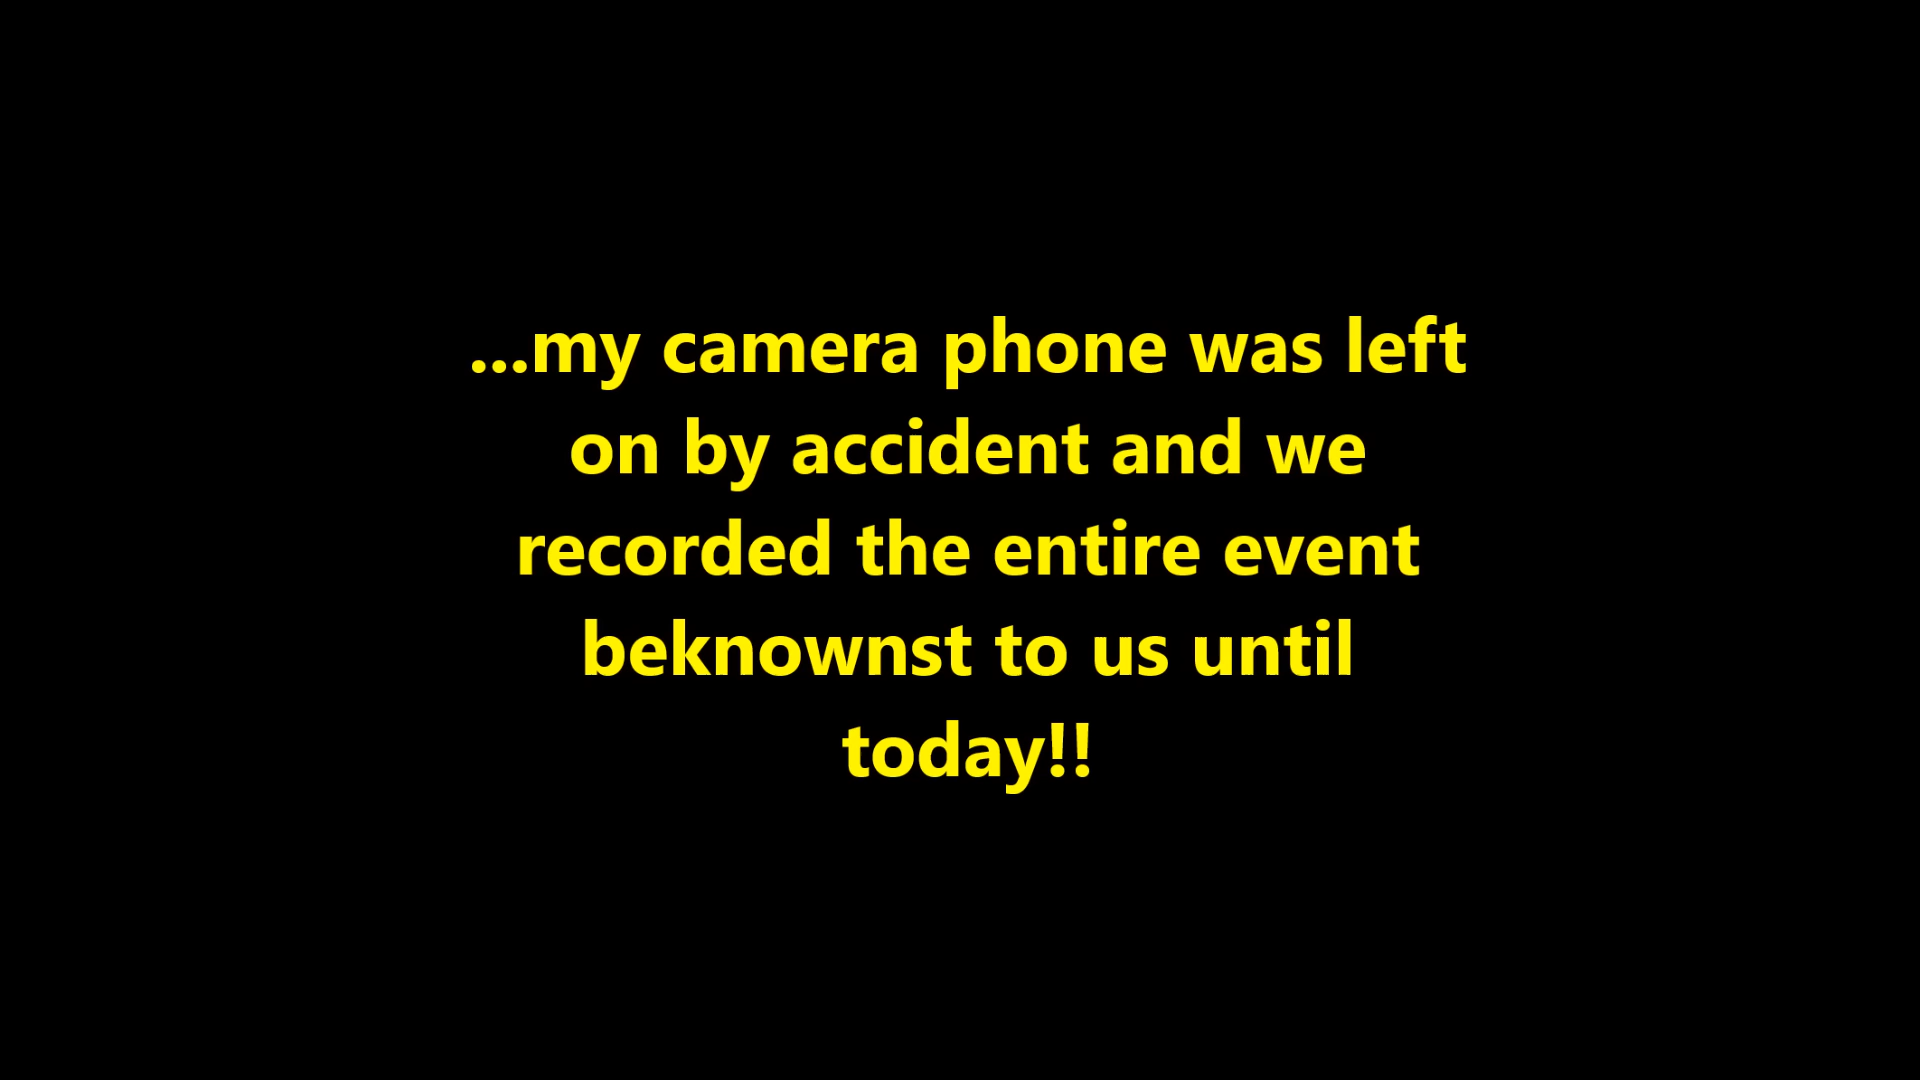 ...my camera phone was left
on by accident and we
recorded the entire event
beknownst to us until
today!!